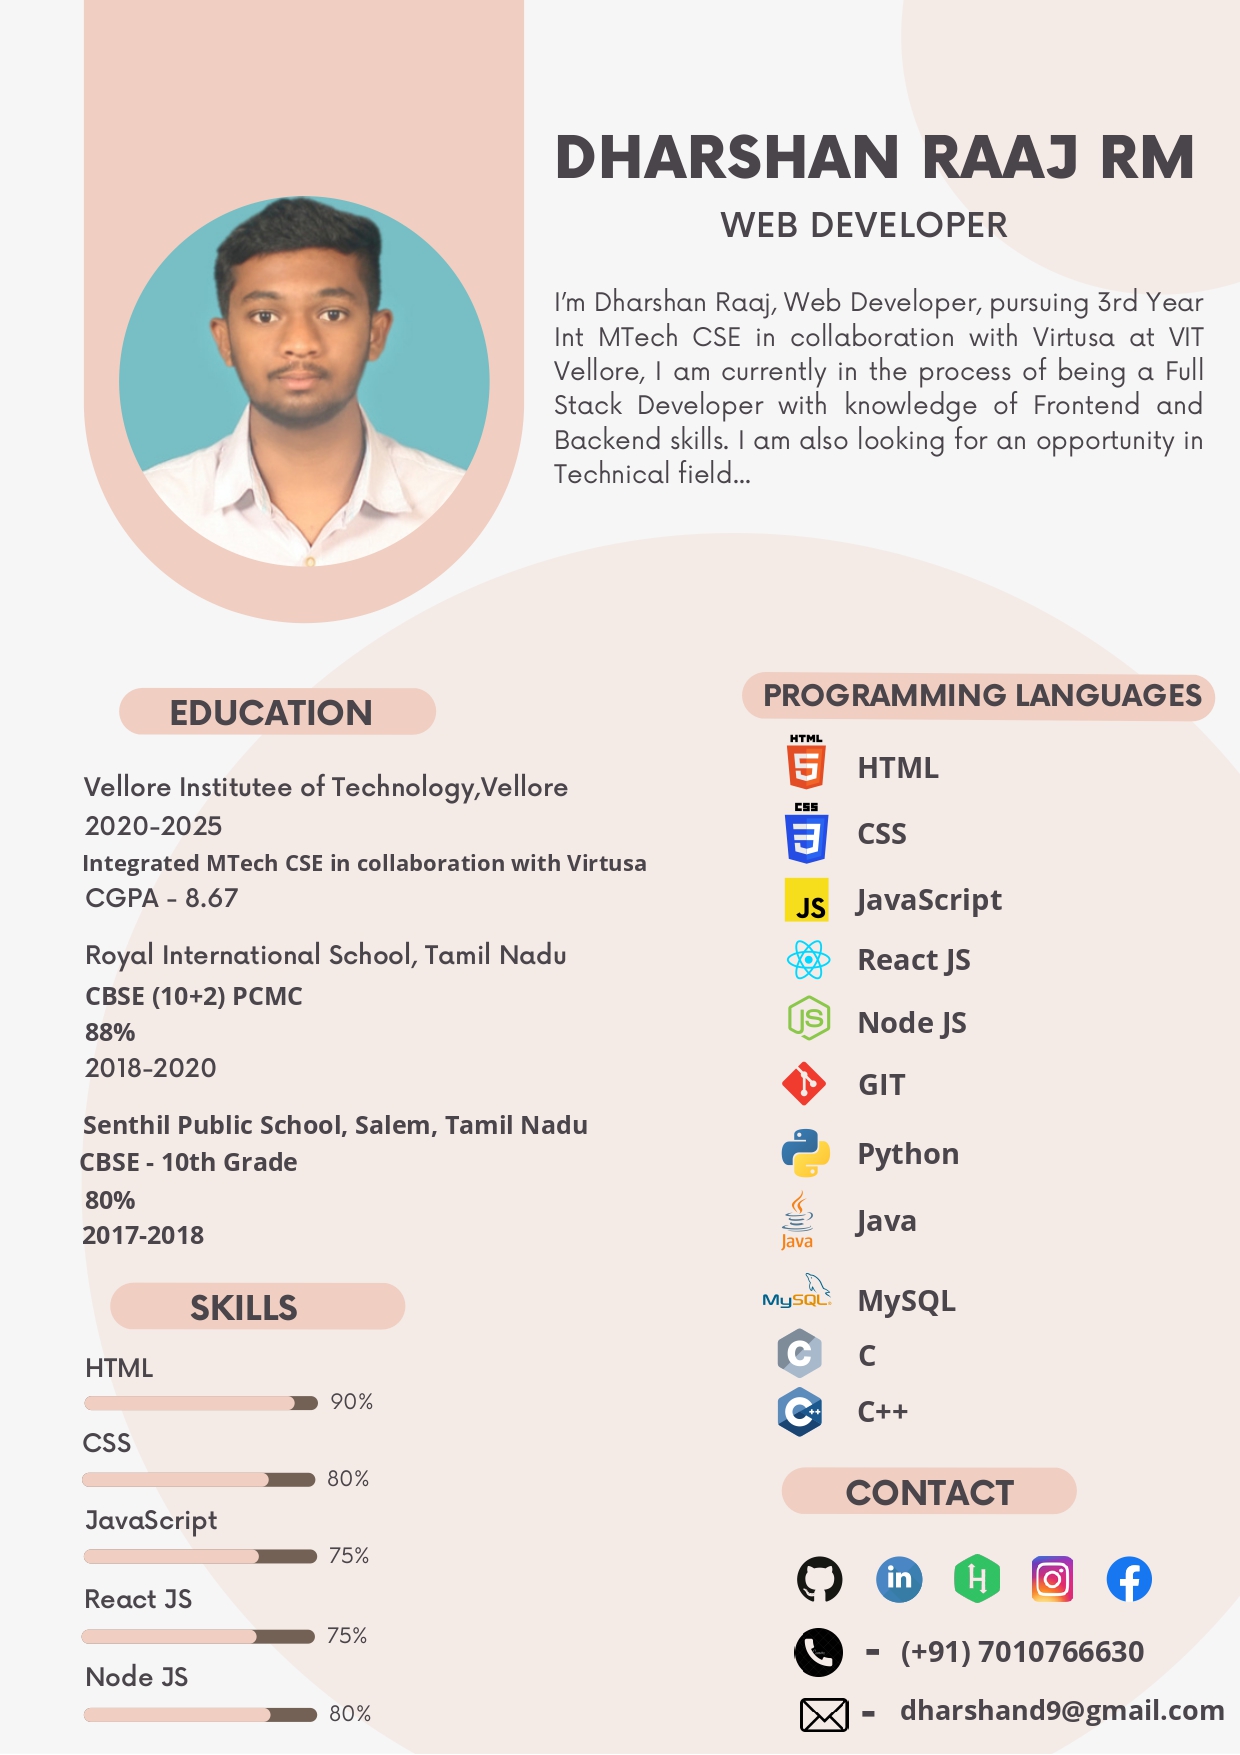 DHARSHAN RAAJ RM
WEB DEVELOPER
I'm Dharshan Raaj, Web Developer, pursuing 3rd Year
Int MTech CSE in collaboration with Virtusa at VIT
Vellore, I am currently in the process of being a Full
Stack Developer with knowledge of Frontend and
Backend skills. I am also looking for an opportunity in
Technical field...
EDUCATION
Vellore Institutee of Technology,Vellore
2020-2025
Integrated MTech CSE in collaboration with Virtusa
CGPA - 8.67
Royal International School, Tamil Nadu
CBSE (10+2) PCMC
88%
2018-2020
Senthil Public School, Salem, Tamil Nadu
CBSE - 10th Grade
80%
2017-2018
SKILLS
HTML
90%
CSS
80%
JavaScript
75%
React JS
75%
Node JS
80%
PROGRAMMING LANGUAGES
HTML
5
HTML
CSS
3
CSS
JS
JavaScript
React JS
JS
Node JS
GIT
Python
Java
Java
MySQL
MySQL
C
C
C++
C++
CONTACT
in
H
f
- (+91) 7010766630
- dharshand9@gmail.com